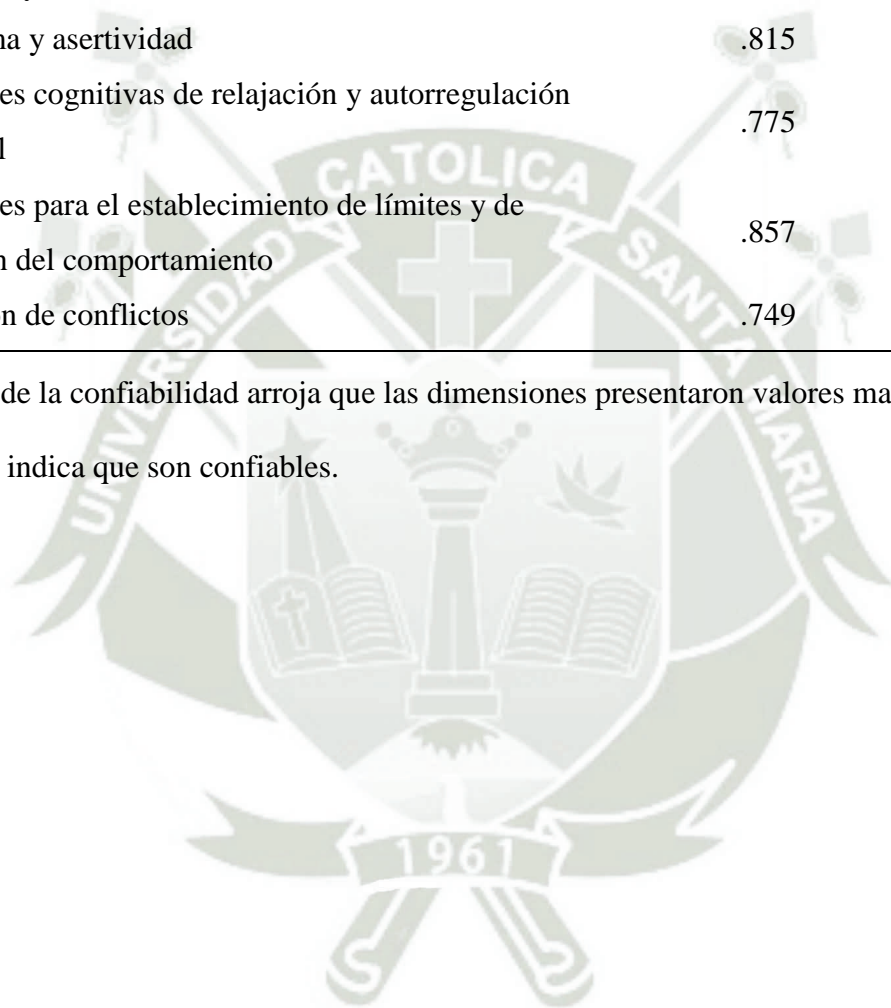 na y asertividad .815
es cognitivas de relajación y autorregulación
.775
l
es para el establecimiento de límites y de
.857
n del comportamiento
ón de conflictos .749
de la confiabilidad arroja que las dimensiones presentaron valores ma
indica que son confiables.
UNIVERSIDAD CATOLICA SANTA MARIA
1961